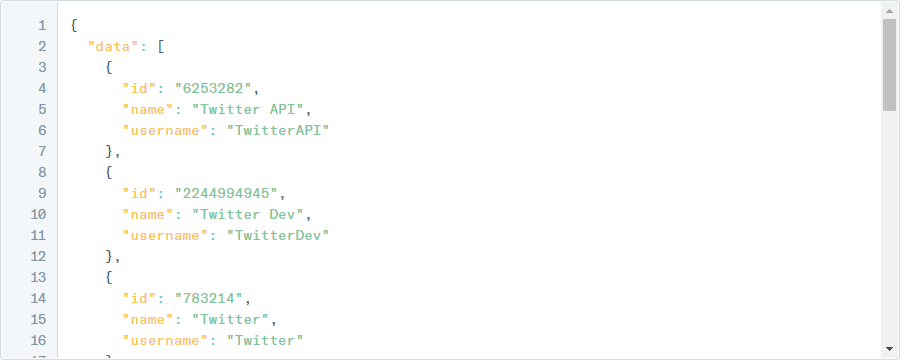 1 {
2   "data": [
3     {
4       "id": "6253282",
5       "name": "Twitter API",
6       "username": "TwitterAPI"
7     },
8     {
9       "id": "2244994945",
10       "name": "Twitter Dev",
11       "username": "TwitterDev"
12     },
13     {
14       "id": "783214",
15       "name": "Twitter",
16       "username": "Twitter"